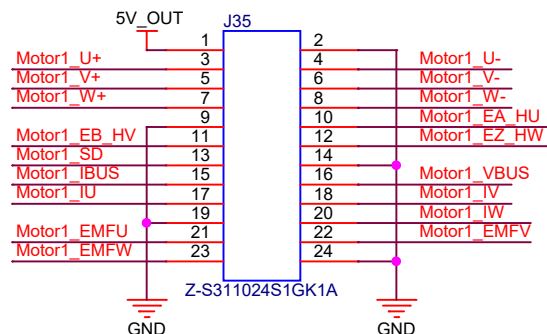 5V_OUT
J35
1 2
Motor1_U+ 3 4 Motor1_U-
Motor1_V+ 5 6 Motor1_V-
Motor1_W+ 7 8 Motor1_W-
9 10 Motor1_EA_HU
Motor1_EB_HV 11 12 Motor1_EZ_HW
Motor1_SD 13 14
Motor1_IBUS 15 16 Motor1_VBUS
Motor1_IU 17 18 Motor1_IV
19 20 Motor1_IW
Motor1_EMFU 21 22 Motor1_EMFV
Motor1_EMFW 23 24
Z-S311024S1GK1A
GND GND